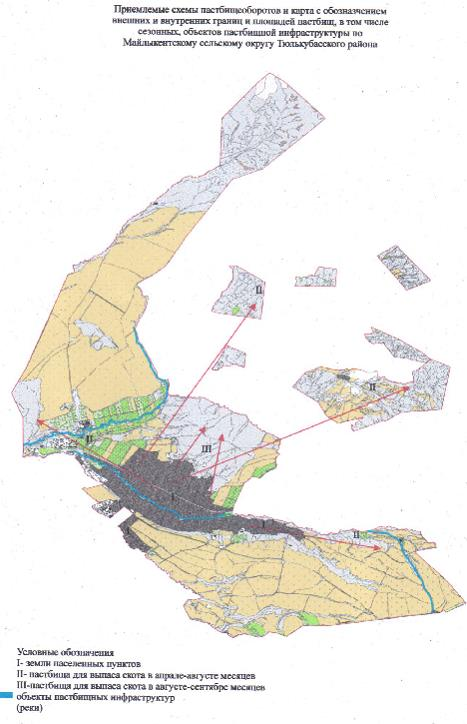 Приемлемые схемы пастбищеоборотов и карта с обозначением
внешних и внутренних границ и площадей пастбищ, в том числе
сезонных, объектов пастбищной инфраструктуры по
Майлыкентскому сельскому округу Тюлькубасского района
II
II
II
III
I
I
II
Условные обозначения
I- земли населенных пунктов
II- пастбища для выпаса скота в апреле-августе месяцев
III-пастбища для выпаса скота в августе-сентябре месяцев
объекты пастбищных инфраструктур
(реки)